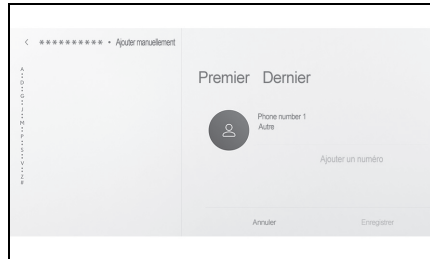 < ********** • Ajouter manuellement
A
D
G
J
M
P
S
V
Z
#
Premier Dernier
Phone number 1
Autre
Ajouter un numéro
Annuler Enregistrer